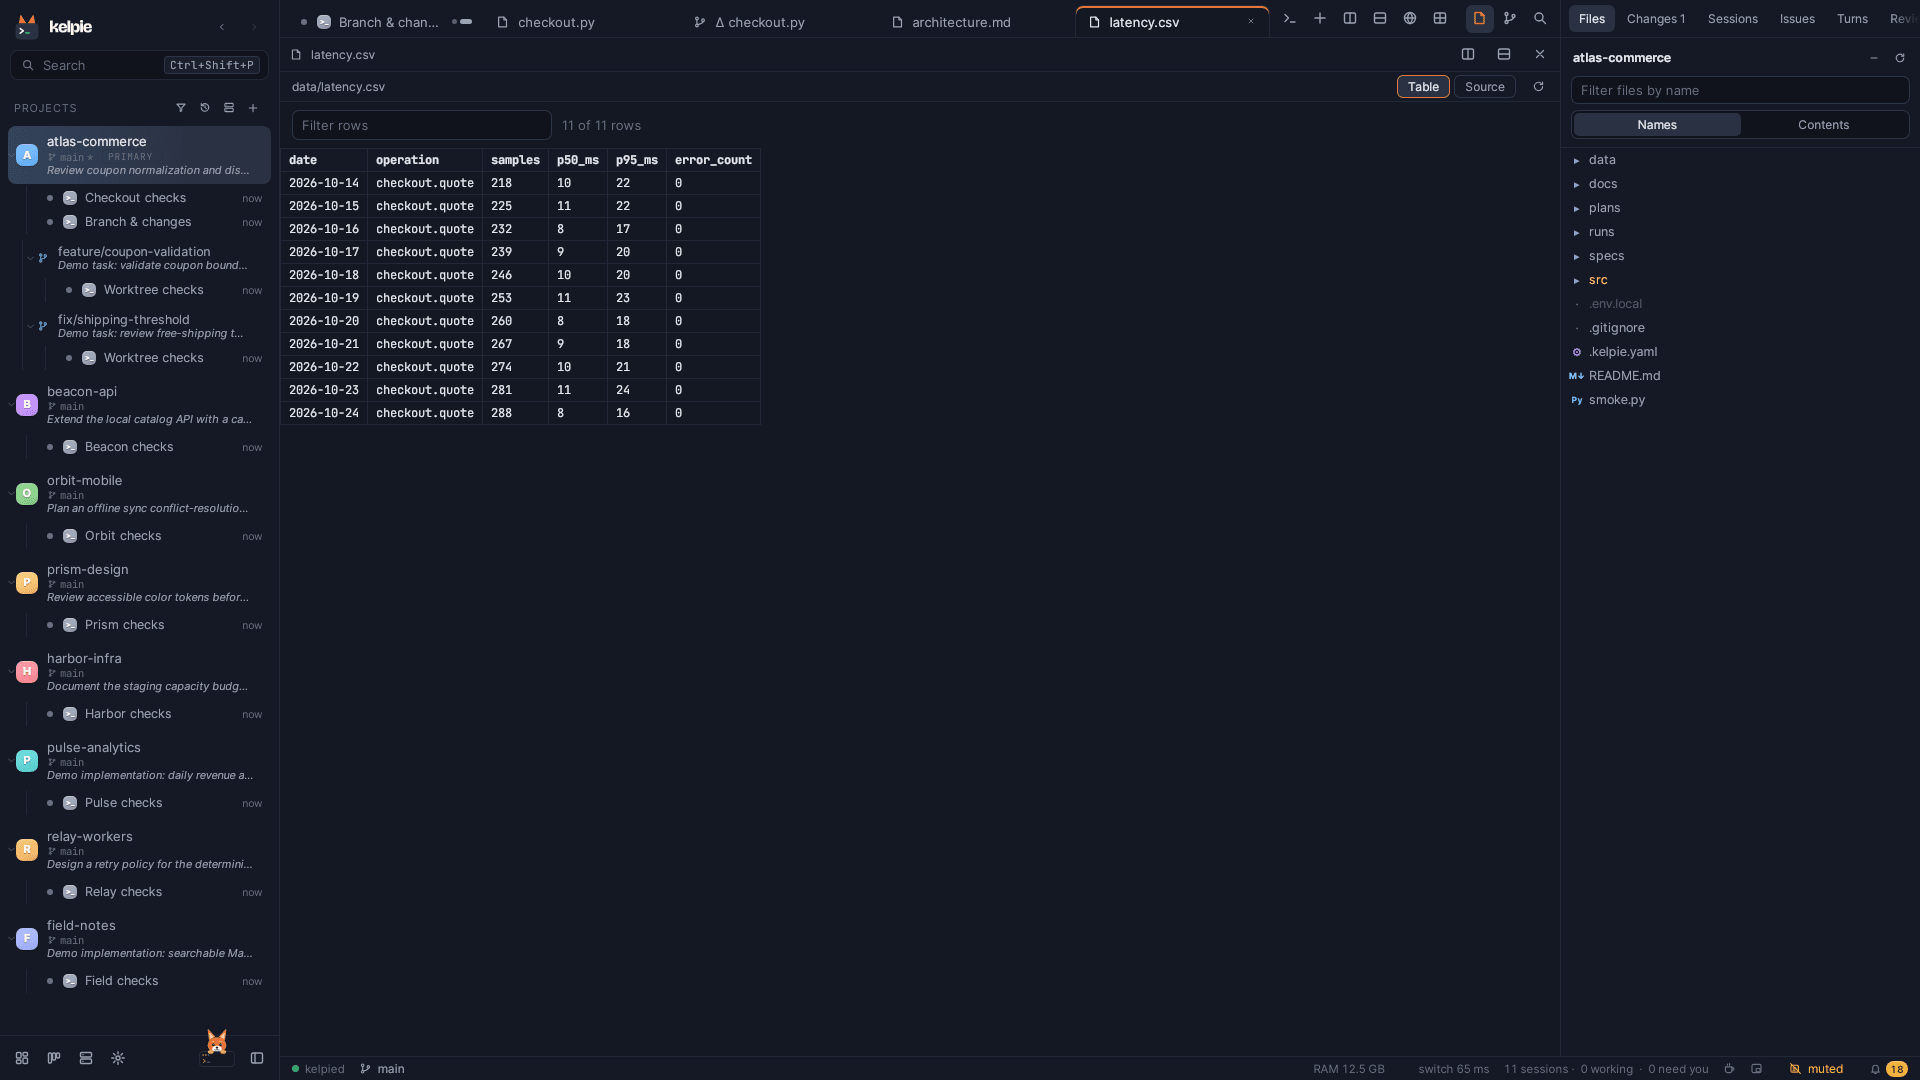 kelpie
Search Ctrl+Shift+P
PROJECTS
A atlas-commerce
main* PRIMARY
Review coupon normalization and dis...
Checkout checks now
Branch & changes now
feature/coupon-validation
Demo task: validate coupon bound...
Worktree checks now
fix/shipping-threshold
Demo task: review free-shipping t...
Worktree checks now
B beacon-api
main
Extend the local catalog API with a ca...
Beacon checks now
O orbit-mobile
main
Plan an offline sync conflict-resolutio...
Orbit checks now
P prism-design
main
Review accessible color tokens befor...
Prism checks now
H harbor-infra
main
Document the staging capacity budg...
Harbor checks now
P pulse-analytics
main
Demo implementation: daily revenue a...
Pulse checks now
R relay-workers
main
Design a retry policy for the determini...
Relay checks now
F field-notes
main
Demo implementation: searchable Ma...
Field checks now
Branch & chan... checkout.py Δ checkout.py architecture.md latency.csv ×
latency.csv
data/latency.csv Table Source
Filter rows 11 of 11 rows
date operation samples p50_ms p95_ms error_count
2026-10-14 checkout.quote 218 10 22 0
2026-10-15 checkout.quote 225 11 22 0
2026-10-16 checkout.quote 232 8 17 0
2026-10-17 checkout.quote 239 9 20 0
2026-10-18 checkout.quote 246 10 20 0
2026-10-19 checkout.quote 253 11 23 0
2026-10-20 checkout.quote 260 8 18 0
2026-10-21 checkout.quote 267 9 18 0
2026-10-22 checkout.quote 274 10 21 0
2026-10-23 checkout.quote 281 11 24 0
2026-10-24 checkout.quote 288 8 16 0
Files Changes 1 Sessions Issues Turns
atlas-commerce
Filter files by name
Names Contents
data
docs
plans
runs
specs
src
.env.local
.gitignore
.kelpie.yaml
M↓ README.md
Py smoke.py
kelpied main RAM 12.5 GB switch 65 ms 11 sessions · 0 working · 0 need you muted 18